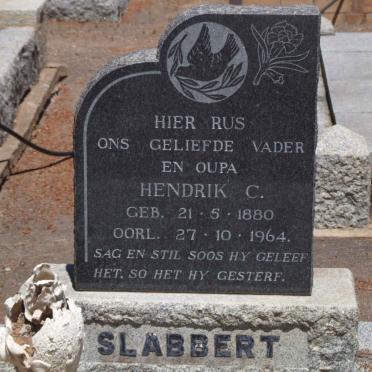 HIER RUS
ONS GELIEFDE VADER
EN OUPA
HENDRIK C.
GEB. 21-5-1880
OORL. 27-10-1964.
SAG EN STIL SOOS HY GELEEF
HET, SO HET HY GESTERF.
SLABBERT